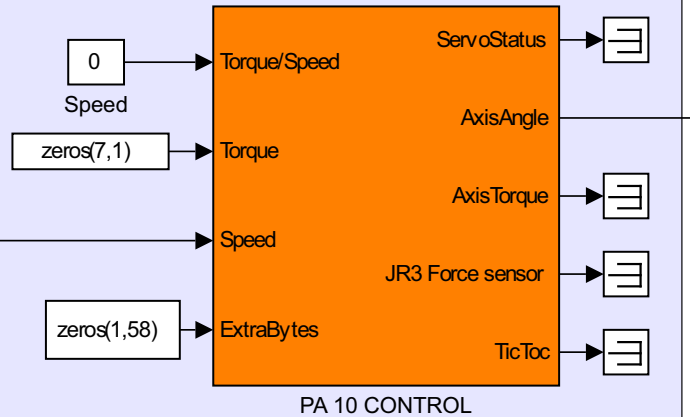 0
Speed
zeros(7,1)
zeros(1,58)
Torque/Speed
Torque
Speed
ExtraBytes
ServoStatus
AxisAngle
AxisTorque
JR3 Force sensor
TicToc
PA 10 CONTROL